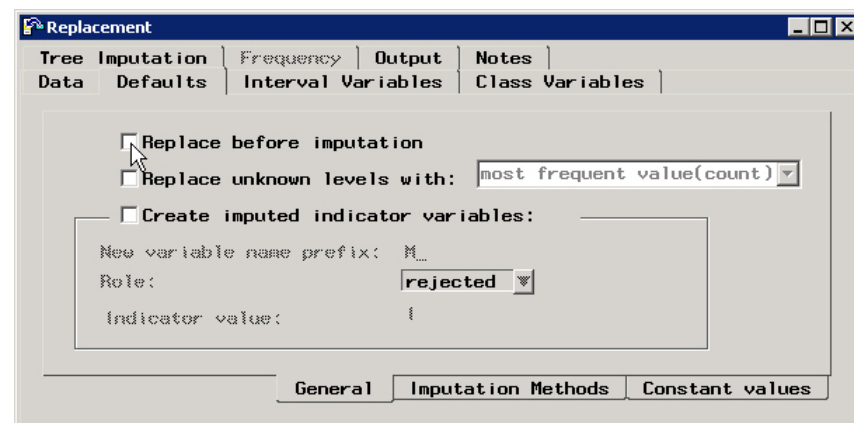 Replacement
Tree Imputation Frequency Output Notes
Data Defaults Interval Variables Class Variables
Replace before imputation
Replace unknown levels with: most frequent value(count)
Create imputed indicator variables:
New variable name prefix: M_
Role: rejected
Indicator value: 1
General Imputation Methods Constant values